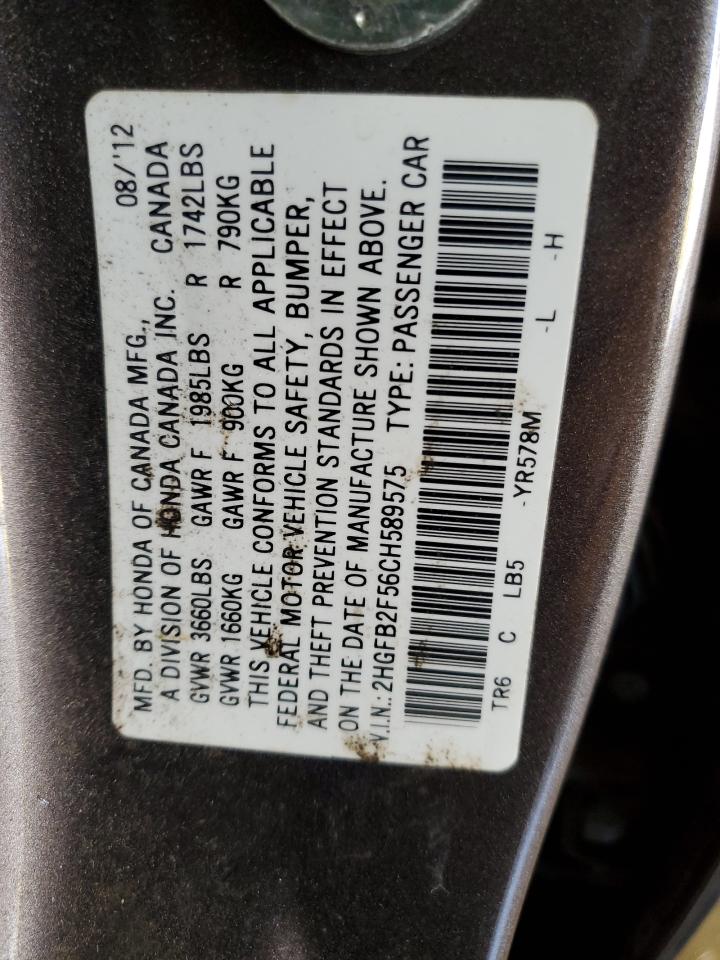 MFD. BY HONDA OF CANADA MFG., 08/'12
A DIVISION OF HONDA CANADA INC. CANADA
GVWR 3660LBS GAWR F 1985LBS R 1742LBS
GVWR 1660KG GAWR F 900KG R 790KG
THIS VEHICLE CONFORMS TO ALL APPLICABLE
FEDERAL MOTOR VEHICLE SAFETY, BUMPER,
AND THEFT PREVENTION STANDARDS IN EFFECT
ON THE DATE OF MANUFACTURE SHOWN ABOVE.
V.I.N.: 2HGFB2F56CH589575 TYPE: PASSENGER CAR
TR6 C LB5 -YR578M -L -H